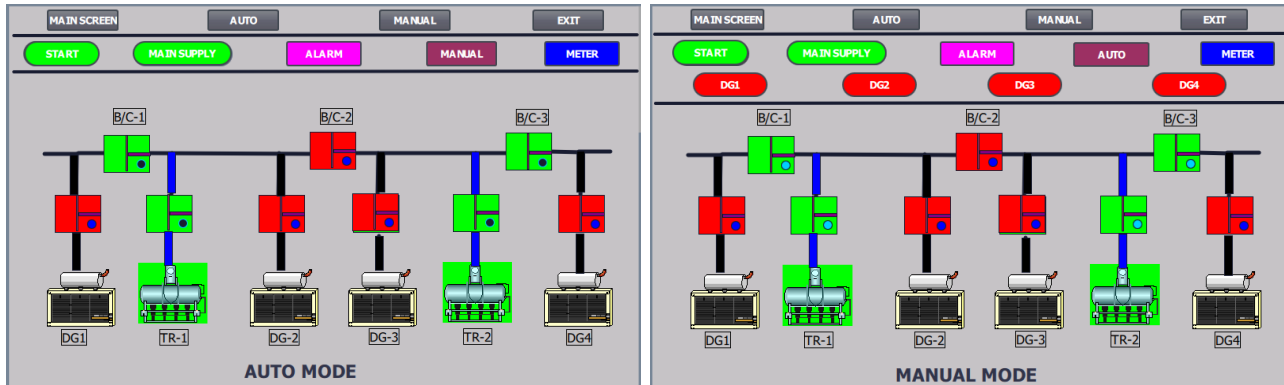 MAIN SCREEN AUTO MANUAL EXIT
START MAIN SUPPLY ALARM MANUAL METER
B/C-1 B/C-2 B/C-3
DG1 TR-1 DG-2 DG-3 TR-2 DG4
AUTO MODE
MAIN SCREEN AUTO MANUAL EXIT
START MAIN SUPPLY ALARM AUTO METER
DG1 DG2 DG3 DG4
B/C-1 B/C-2 B/C-3
DG1 TR-1 DG-2 DG-3 TR-2 DG4
MANUAL MODE